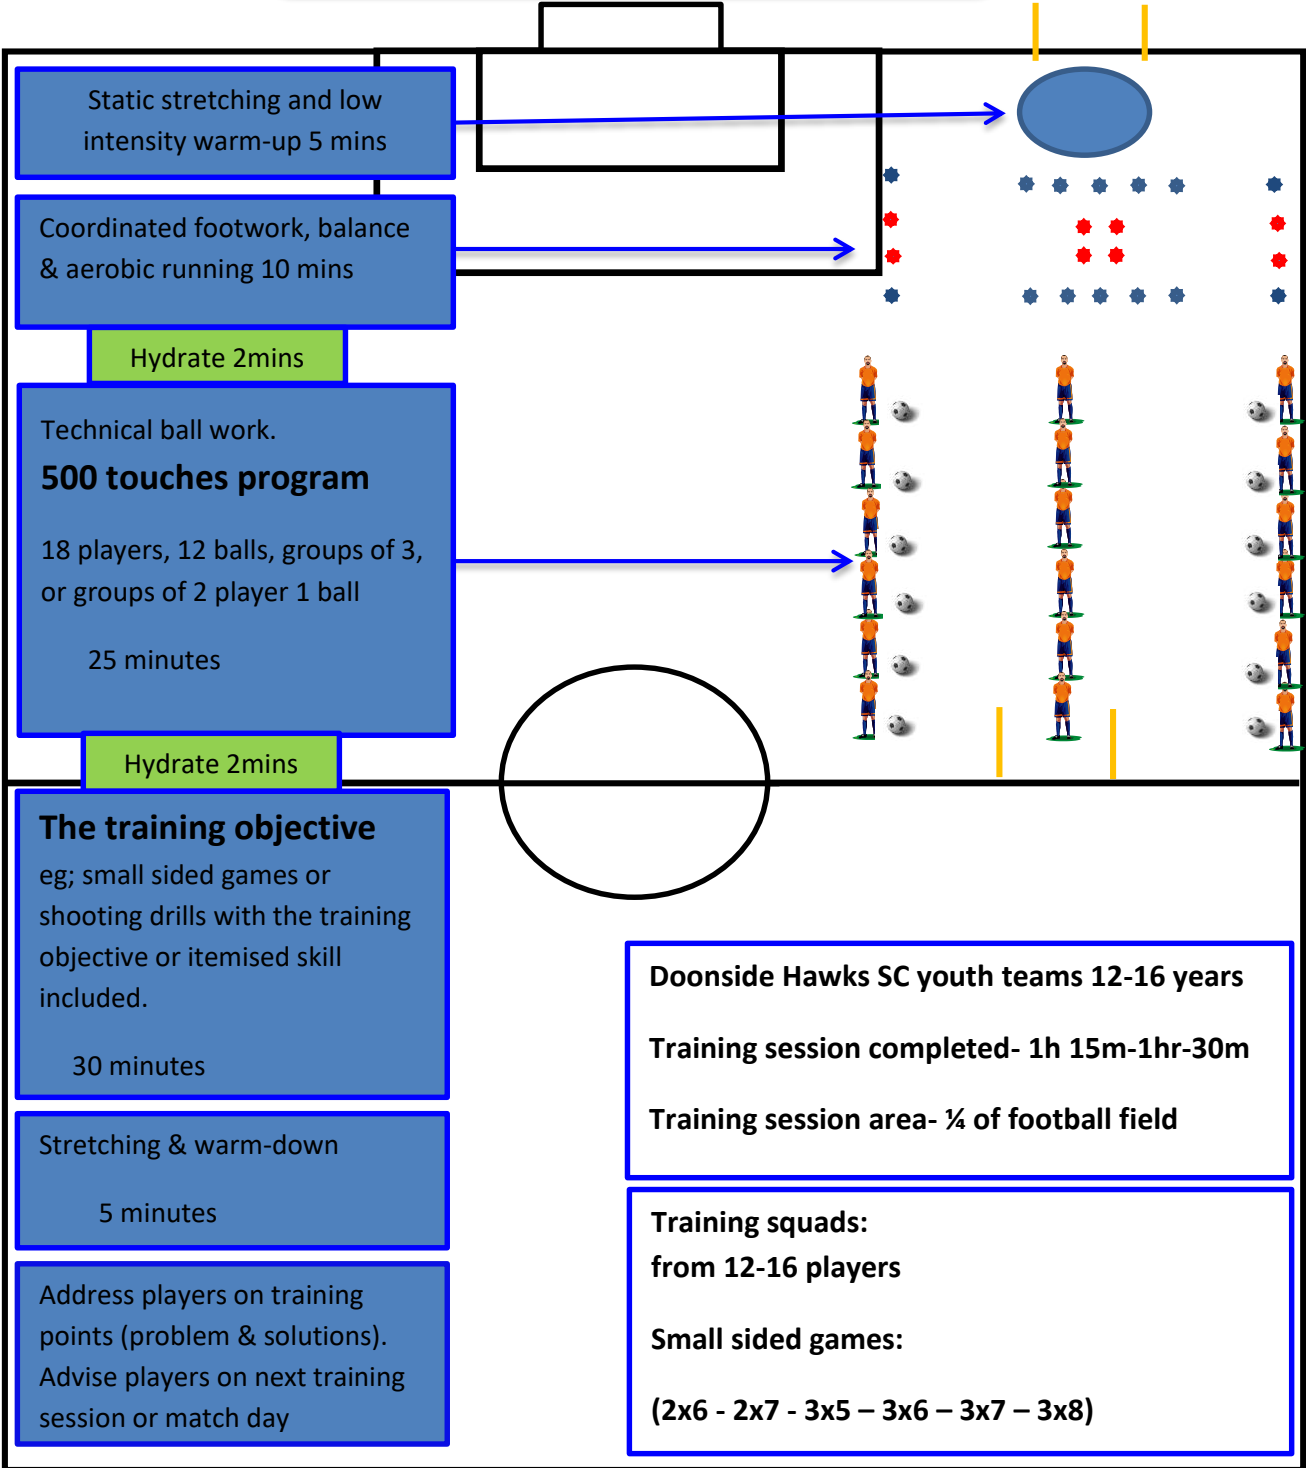 Static stretching and low
intensity warm-up 5 mins
Coordinated footwork, balance
& aerobic running 10 mins
Hydrate 2mins
Technical ball work.
500 touches program
18 players, 12 balls, groups of 3,
or groups of 2 player 1 ball
25 minutes
Hydrate 2mins
The training objective
eg; small sided games or
shooting drills with the training
objective or itemised skill
included.
30 minutes
Stretching & warm-down
5 minutes
Address players on training
points (problem & solutions).
Advise players on next training
session or match day
Doonside Hawks SC youth teams 12-16 years
Training session completed- 1h 15m-1hr-30m
Training session area- ¼ of football field
Training squads:
from 12-16 players
Small sided games:
(2x6 - 2x7 - 3x5 – 3x6 – 3x7 – 3x8)